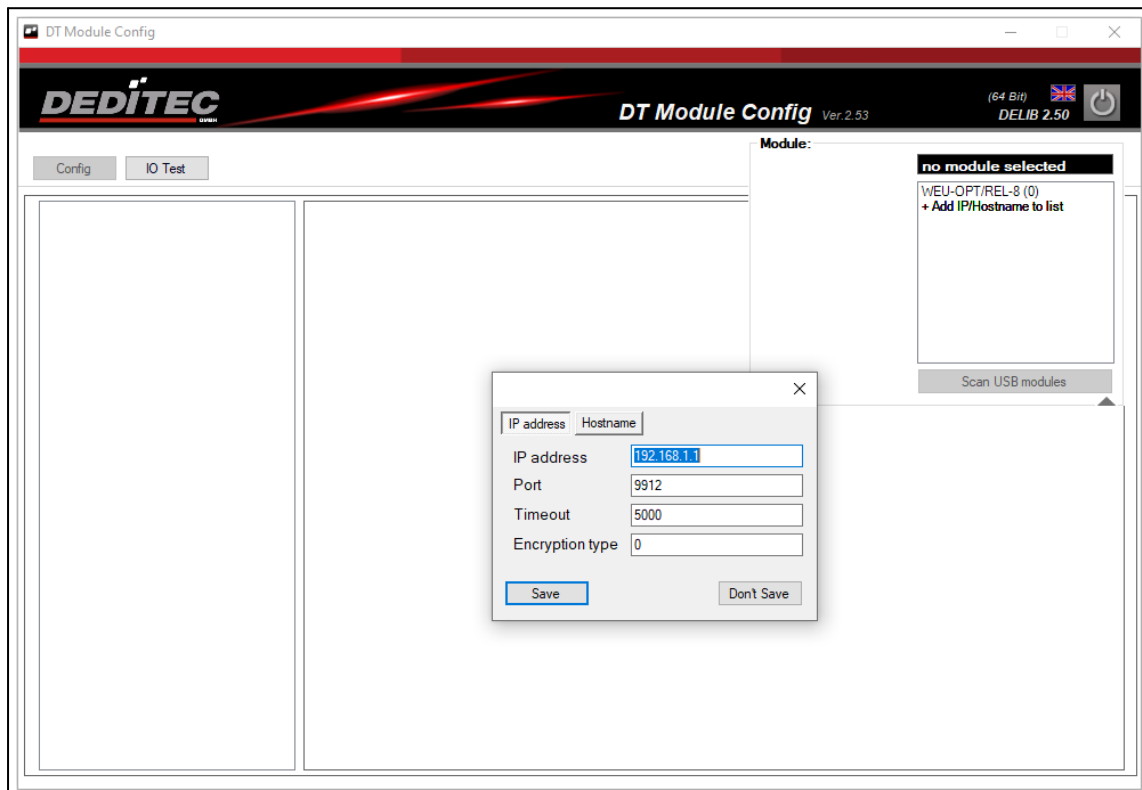 DT Module Config
DEDITEC
GMBH
DT Module Config Ver.2.53
(64 Bit)
DELIB 2.50
Config
IO Test
Module:
no module selected
WEU-OPT/REL-8 (0)
+ Add IP/Hostname to list
Scan USB modules
IP address Hostname
IP address 192.168.1.1
Port 9912
Timeout 5000
Encryption type 0
Save Don't Save